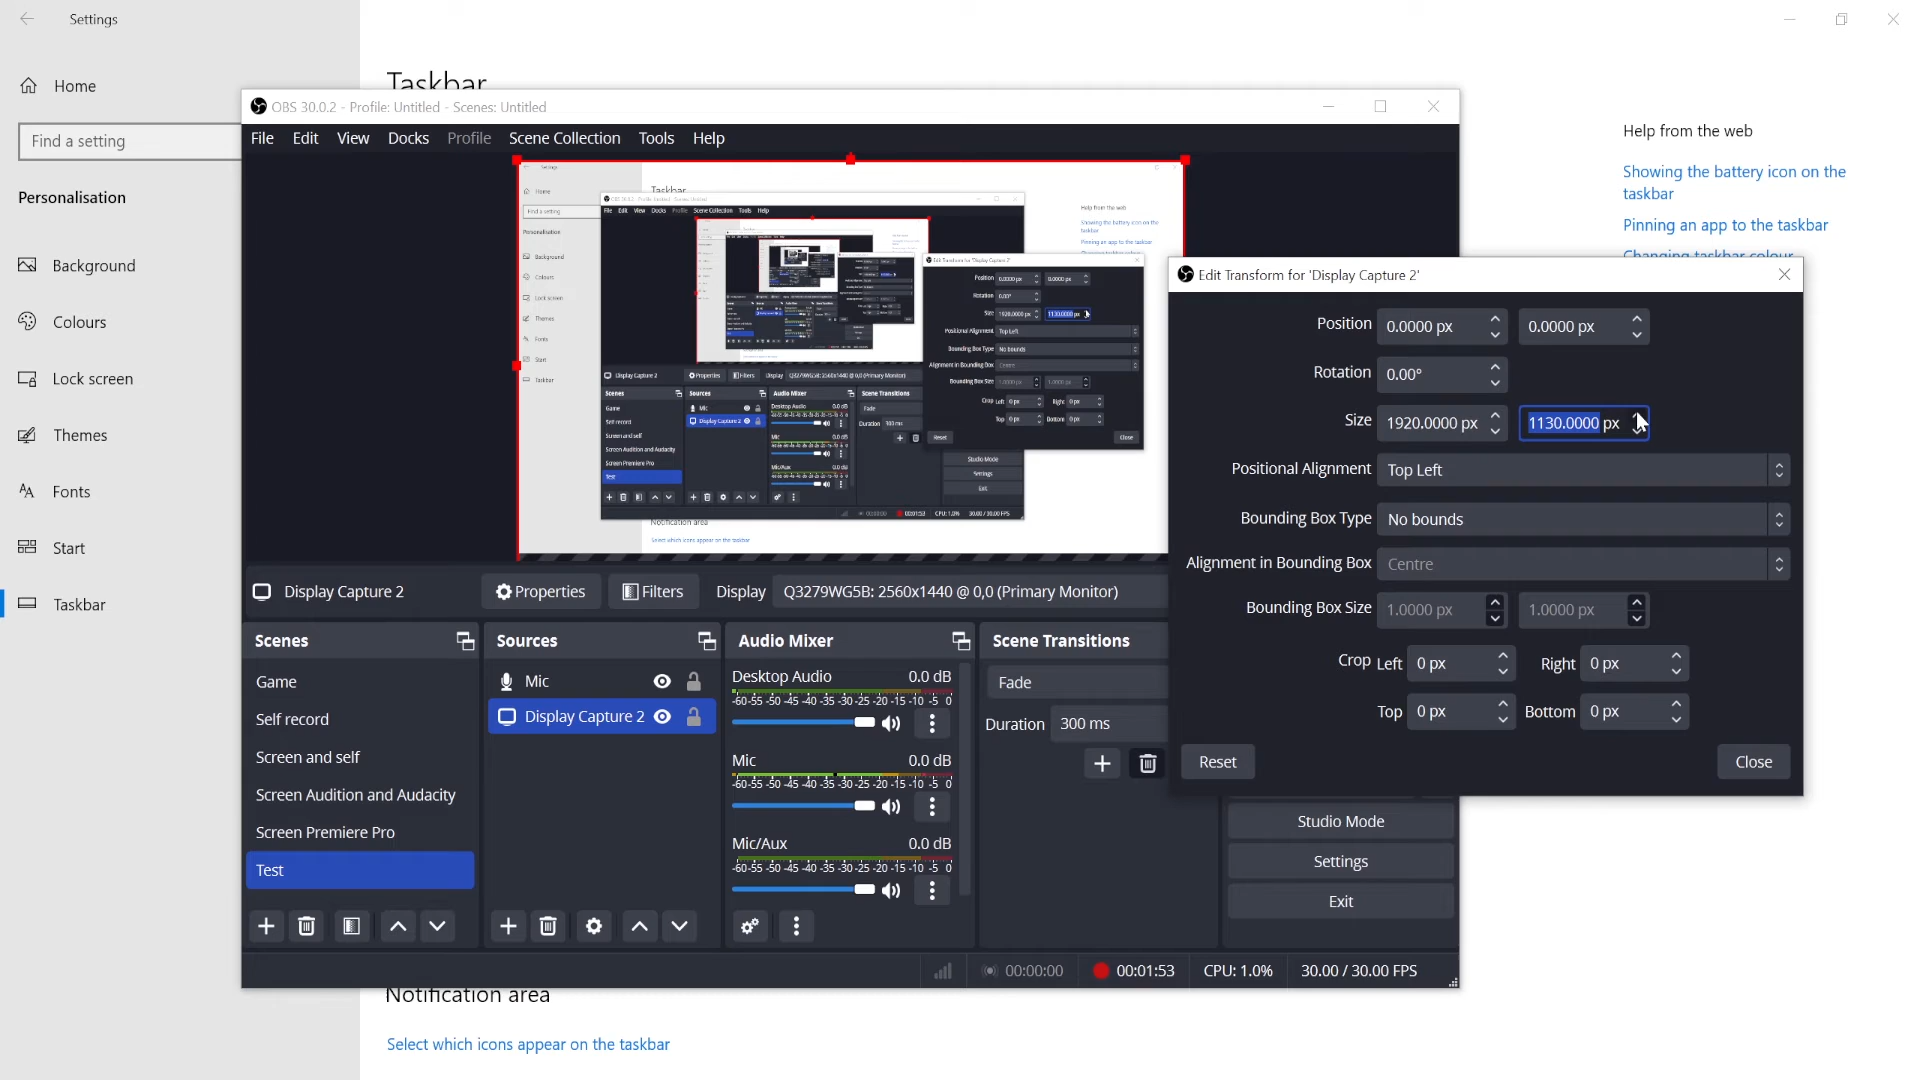 Settings
Home
Find a setting
Personalisation
Background
Colours
Lock screen
Themes
Fonts
Start
Taskbar
Taskbar
Notification area
Select which icons appear on the taskbar
Help from the web
Showing the battery icon on the
taskbar
Pinning an app to the taskbar
Changing taskbar colour
OBS 30.0.2 - Profile: Untitled - Scenes: Untitled
File Edit View Docks Profile Scene Collection Tools Help
Display Capture 2 Properties Filters Display Q3279WG5B: 2560x1440 @ 0,0 (Primary Monitor)
Scenes
Game
Self record
Screen and self
Screen Audition and Audacity
Screen Premiere Pro
Test
Sources
Mic
Display Capture 2
Audio Mixer
Desktop Audio 0.0 dB
-60 -55 -50 -45 -40 -35 -30 -25 -20 -15 -10 -5 0
Mic 0.0 dB
-60 -55 -50 -45 -40 -35 -30 -25 -20 -15 -10 -5 0
Mic/Aux 0.0 dB
-60 -55 -50 -45 -40 -35 -30 -25 -20 -15 -10 -5 0
Scene Transitions
Fade
Duration 300 ms
Studio Mode
Settings
Exit
00:00:00 00:01:53 CPU: 1.0% 30.00 / 30.00 FPS
Edit Transform for 'Display Capture 2'
Position 0.0000 px 0.0000 px
Rotation 0.00°
Size 1920.0000 px 1130.0000 px
Positional Alignment Top Left
Bounding Box Type No bounds
Alignment in Bounding Box Centre
Bounding Box Size 1.0000 px 1.0000 px
Crop Left 0 px Right 0 px
Top 0 px Bottom 0 px
Reset Close